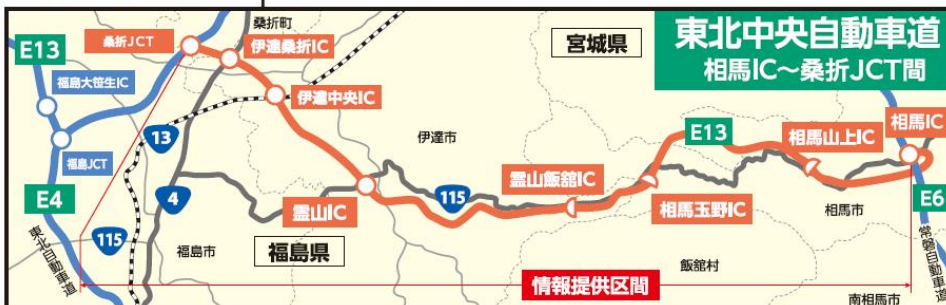 東北中央自動車道
相馬IC～桑折JCT間
桑折町
桑折JCT
伊達桑折IC
宮城県
E13
福島大笹生IC
伊達中央IC
伊達市
13
E13
相馬山上IC
相馬IC
福島JCT
霊山飯舘IC
E4
4
霊山IC
115
相馬玉野IC
相馬市
E6
115
福島市
福島県
飯舘村
東北自動車道
常磐自動車道
情報提供区間
南相馬市